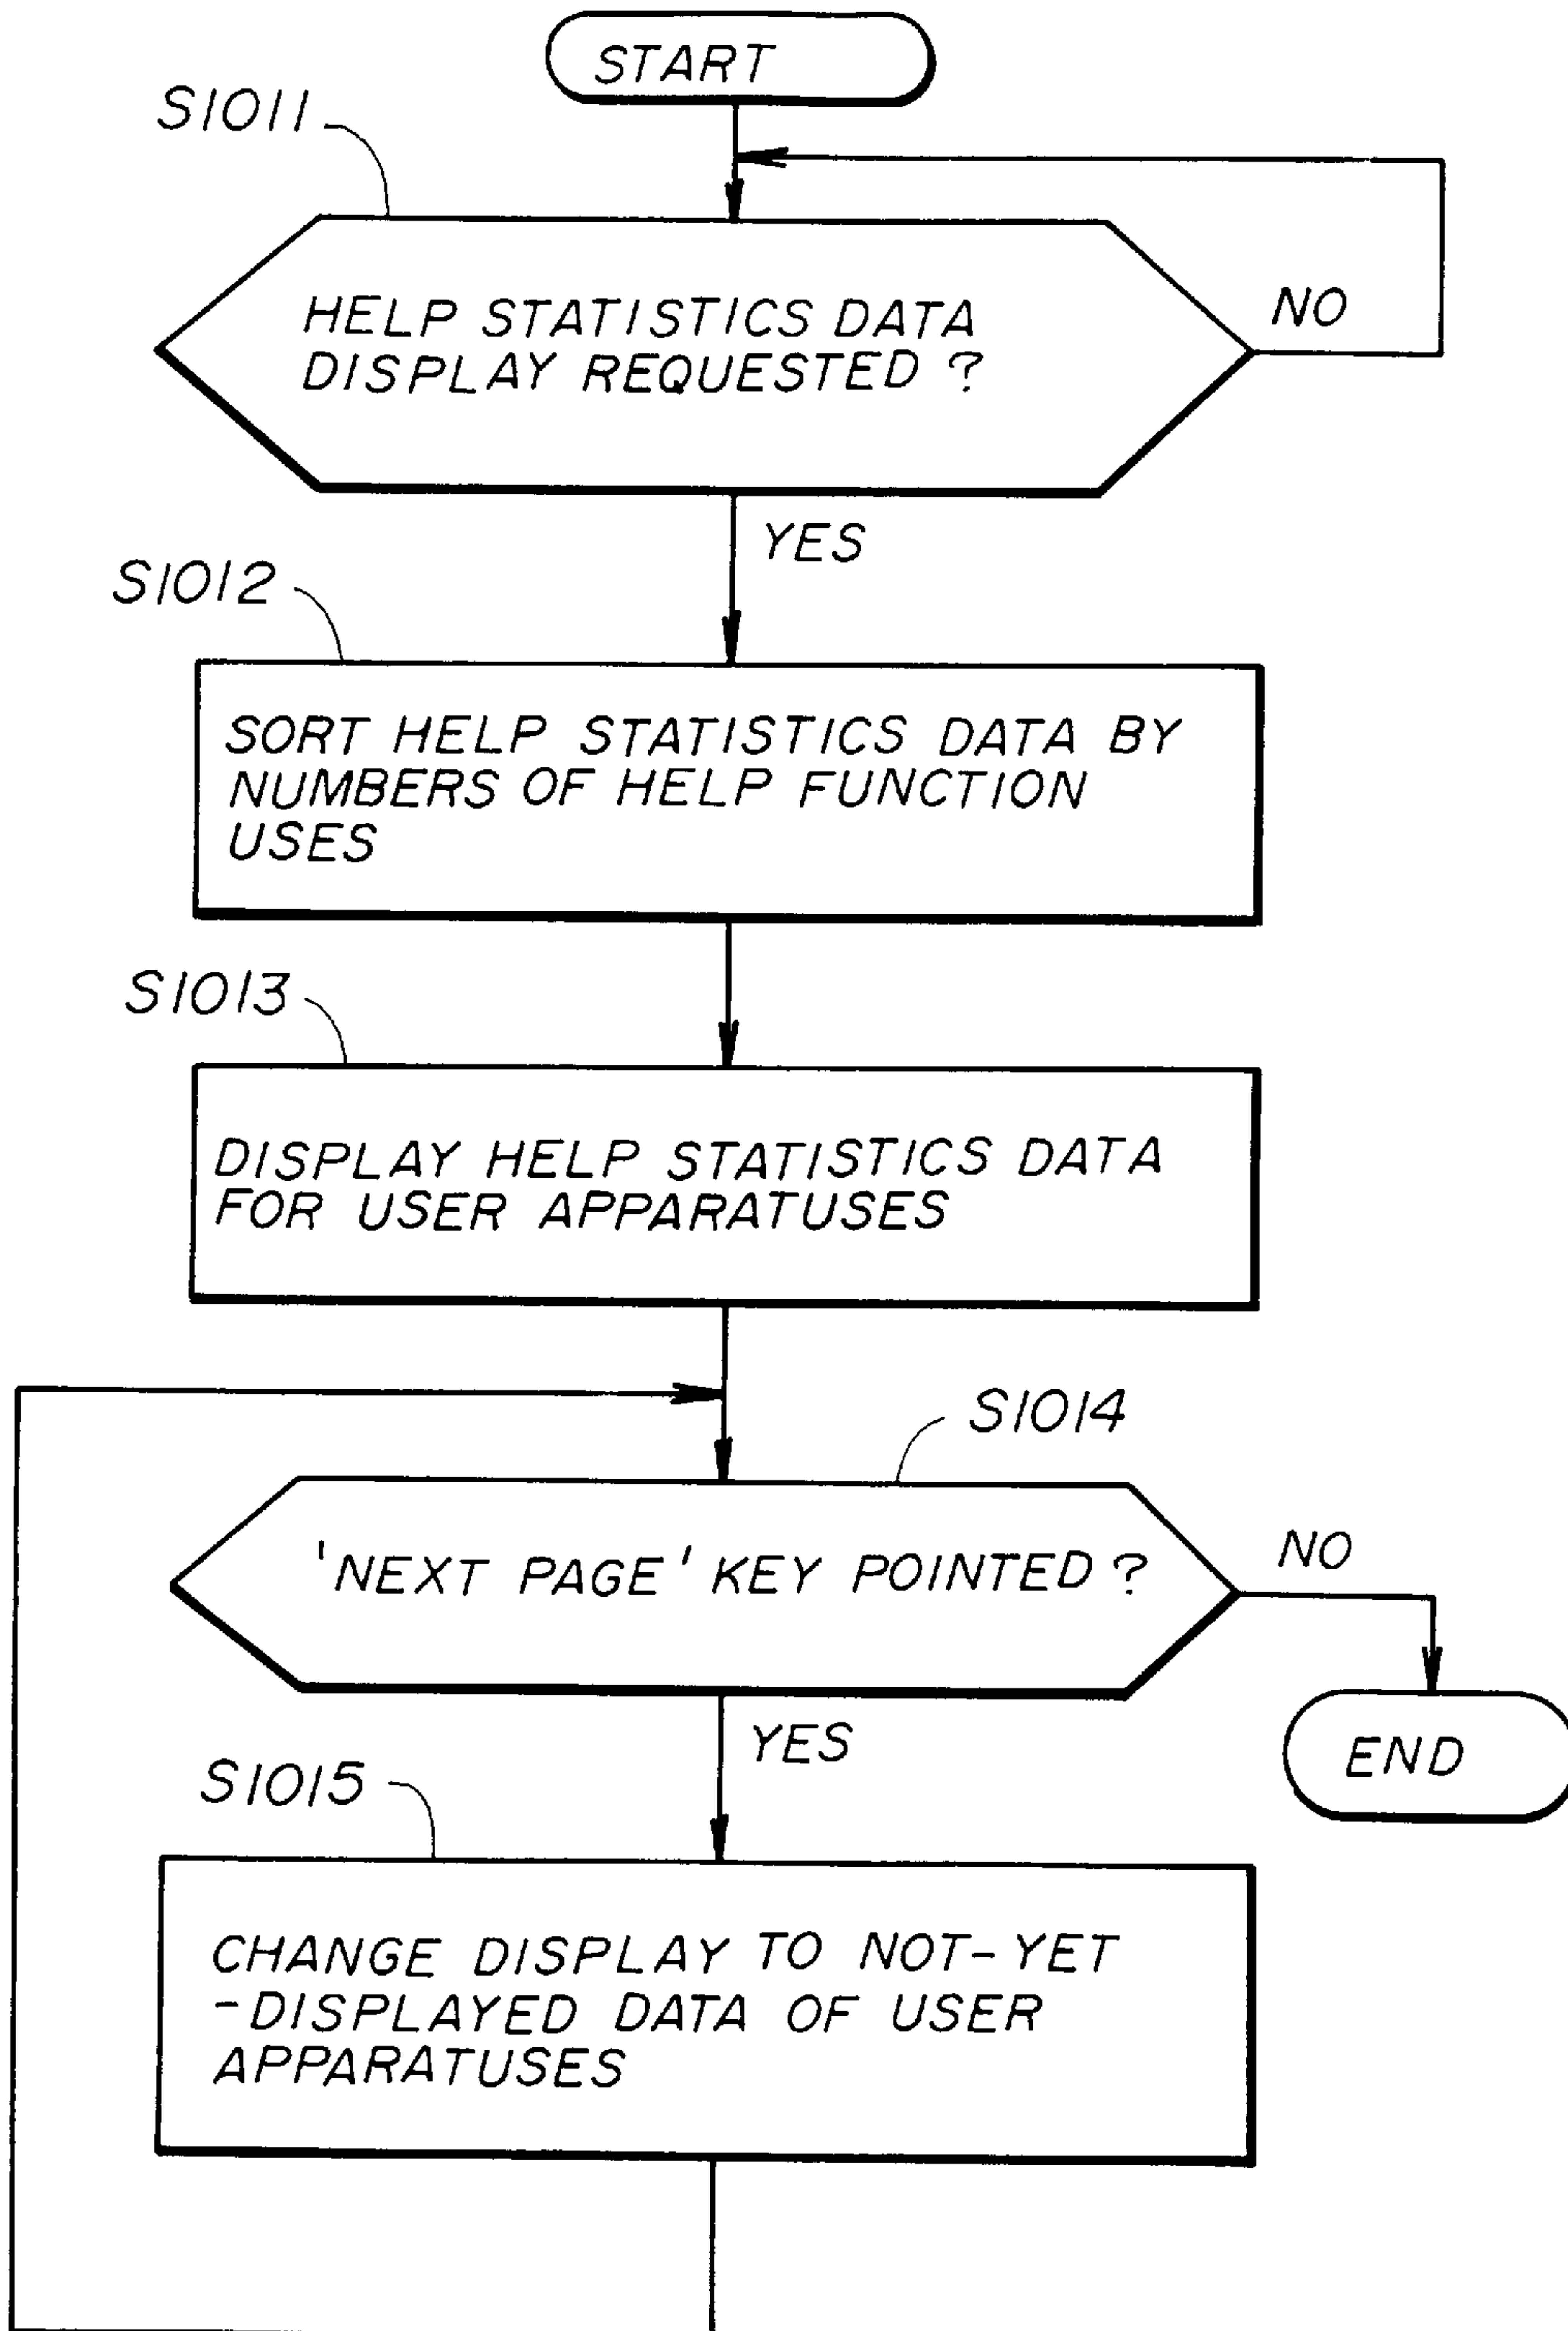 START
S1011
HELP STATISTICS DATA
DISPLAY REQUESTED ?
NO
YES
S1012
SORT HELP STATISTICS DATA BY
NUMBERS OF HELP FUNCTION
USES
S1013
DISPLAY HELP STATISTICS DATA
FOR USER APPARATUSES
S1014
'NEXT PAGE' KEY POINTED ?
NO
YES
END
S1015
CHANGE DISPLAY TO NOT-YET
-DISPLAYED DATA OF USER
APPARATUSES